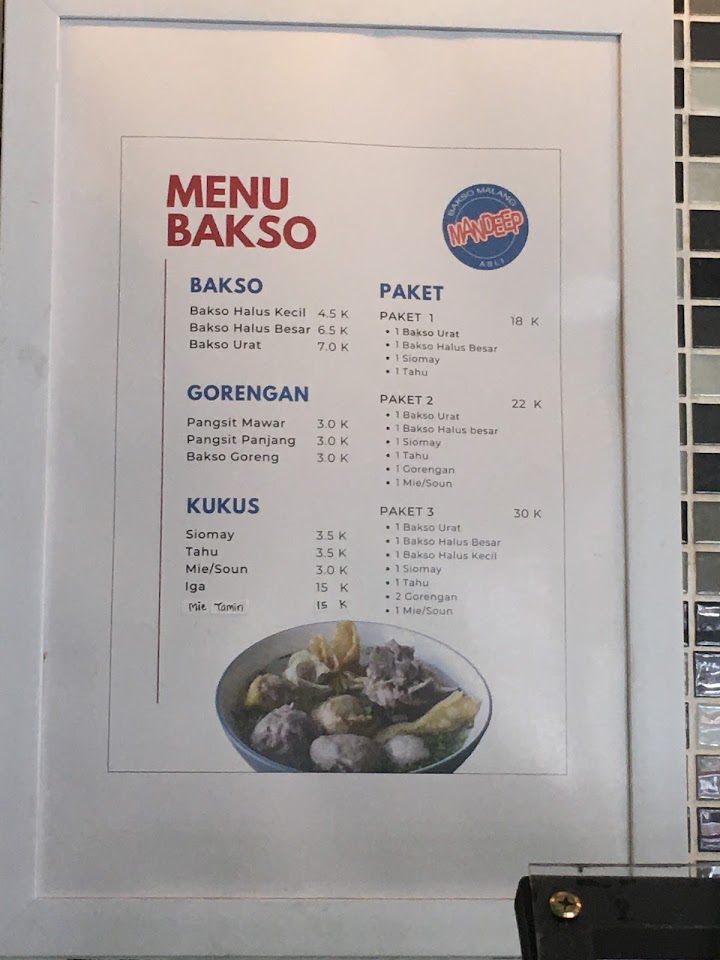 MENU
BAKSO
BAKSO MALANG
MANDEEP
ASLI
BAKSO
Bakso Halus Kecil 4.5 K
Bakso Halus Besar 6.5 K
Bakso Urat 7.0 K
GORENGAN
Pangsit Mawar 3.0 K
Pangsit Panjang 3.0 K
Bakso Goreng 3.0 K
KUKUS
Siomay 3.5 K
Tahu 3.5 K
Mie/Soun 3.0 K
Iga 15 K
Mie Tamin 15 K
PAKET
PAKET 1 18 K
• 1 Bakso Urat
• 1 Bakso Halus Besar
• 1 Siomay
• 1 Tahu
PAKET 2 22 K
• 1 Bakso Urat
• 1 Bakso Halus besar
• 1 Siomay
• 1 Tahu
• 1 Gorengan
• 1 Mie/Soun
PAKET 3 30 K
• 1 Bakso Urat
• 1 Bakso Halus Besar
• 1 Bakso Halus Kecil
• 1 Siomay
• 1 Tahu
• 2 Gorengan
• 1 Mie/Soun